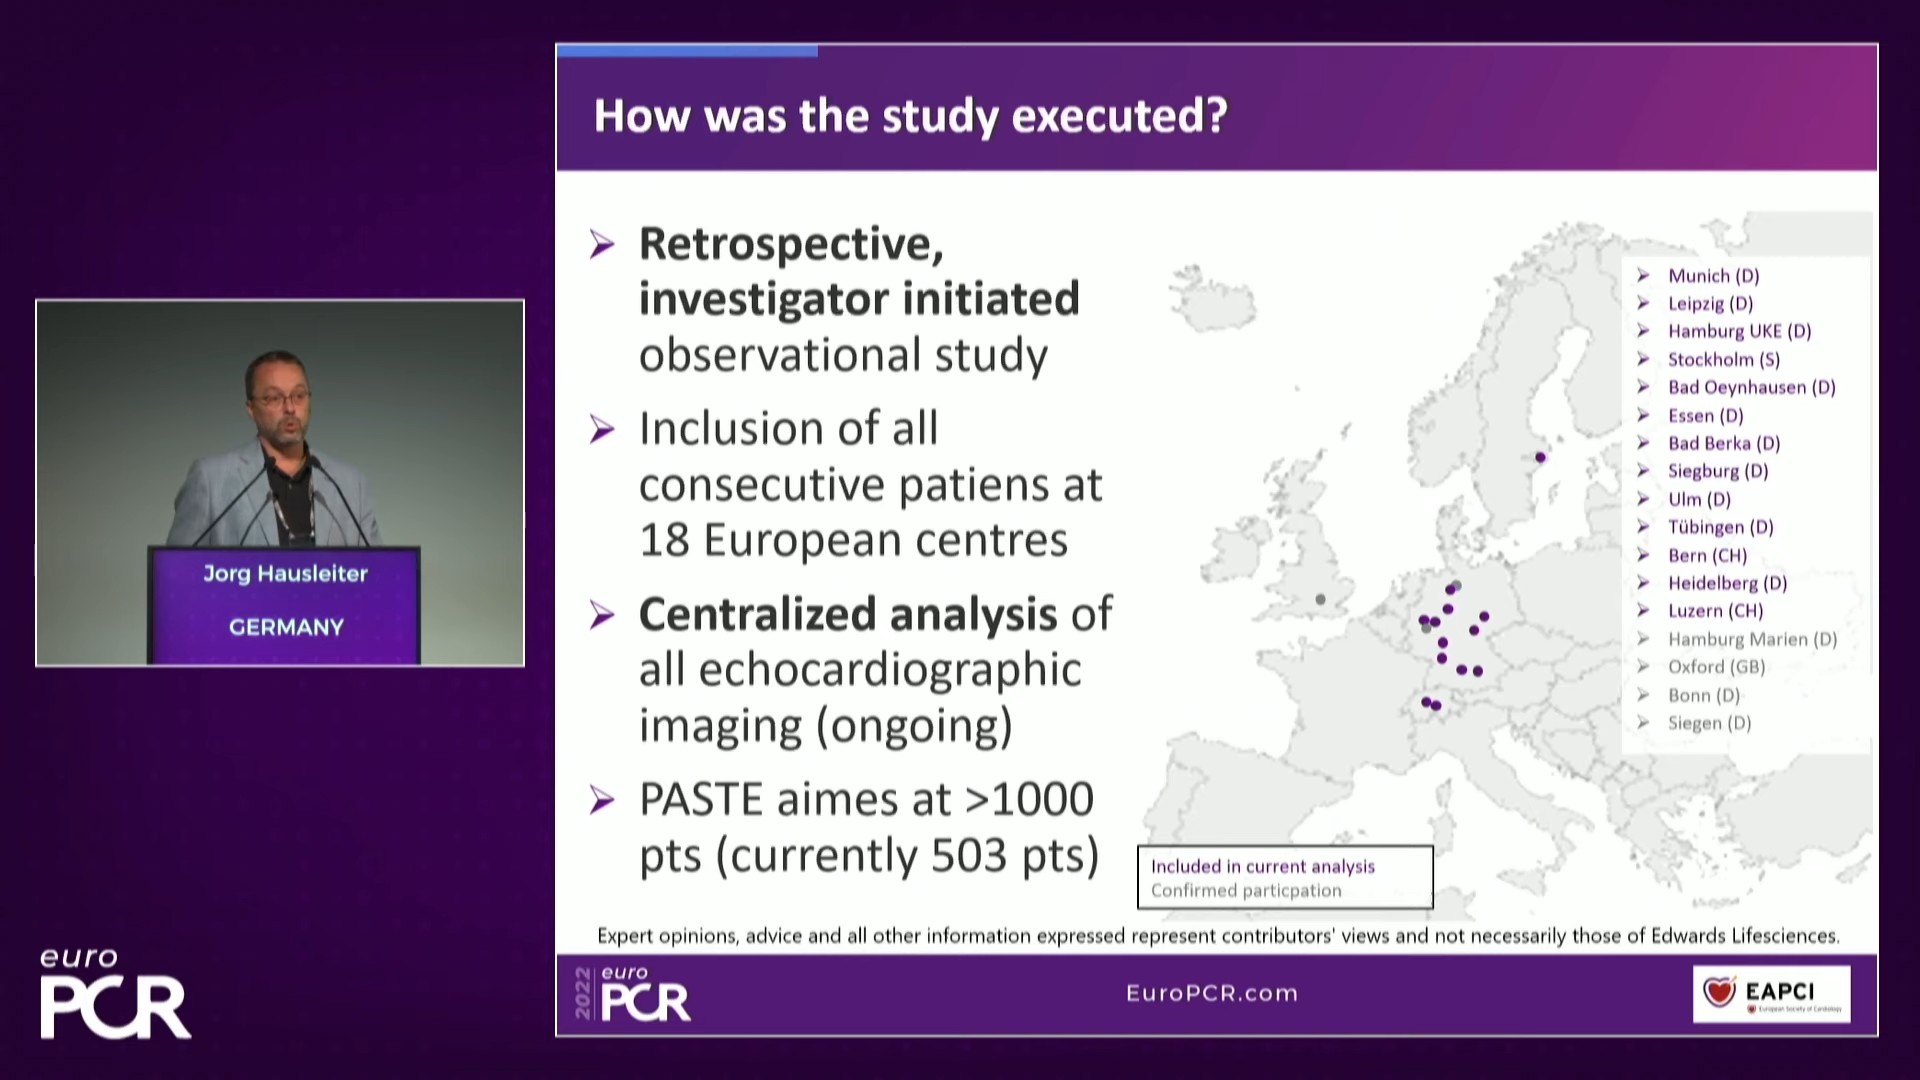 How was the study executed?
Retrospective,
investigator initiated
observational study
Inclusion of all
consecutive patiens at
18 European centres
Centralized analysis of
all echocardiographic
imaging (ongoing)
PASTE aimes at >1000
pts (currently 503 pts)
Munich (D)
Leipzig (D)
Hamburg UKE (D)
Stockholm (S)
Bad Oeynhausen (D)
Essen (D)
Bad Berka (D)
Siegburg (D)
Ulm (D)
Tübingen (D)
Bern (CH)
Heidelberg (D)
Luzern (CH)
Hamburg Marien (D)
Oxford (GB)
Bonn (D)
Siegen (D)
Included in current analysis
Confirmed particpation
Expert opinions, advice and all other information expressed represent contributors' views and not necessarily those of Edwards Lifesciences.
2022
euro
PCR
EuroPCR.com
EAPCI
European Society of Cardiology
Jorg Hausleiter
GERMANY
euro
PCR